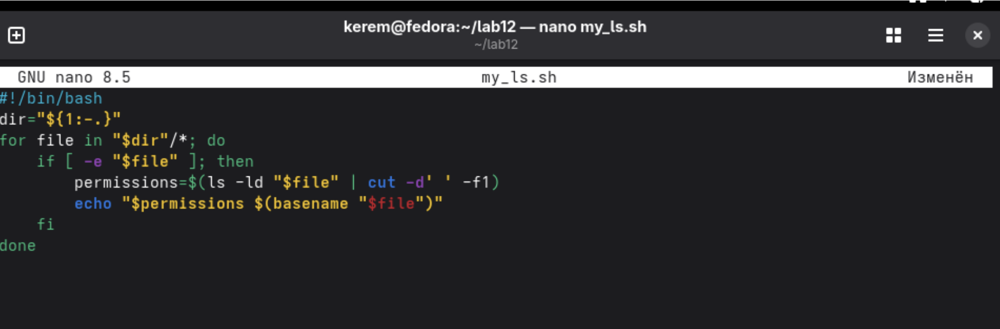 kerem@fedora:~/lab12 — nano my_ls.sh
~/lab12
GNU nano 8.5 my_ls.sh Изменён
#!/bin/bash
dir="${1:-.}"
for file in "$dir"/*; do
    if [ -e "$file" ]; then
        permissions=$(ls -ld "$file" | cut -d' ' -f1)
        echo "$permissions $(basename "$file")"
    fi
done